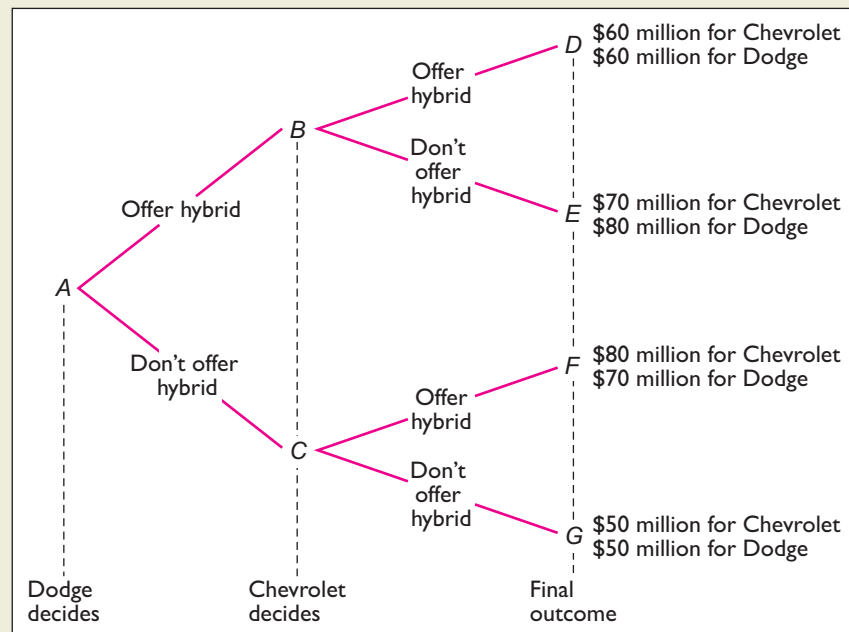 D
$60 million for Chevrolet
$60 million for Dodge
Offer
hybrid
B
Don't
offer
hybrid
Offer hybrid
E
$70 million for Chevrolet
$80 million for Dodge
A
Don't offer
hybrid
F
$80 million for Chevrolet
$70 million for Dodge
Offer
hybrid
C
Don't
offer
hybrid
G
$50 million for Chevrolet
$50 million for Dodge
Dodge
decides
Chevrolet
decides
Final
outcome